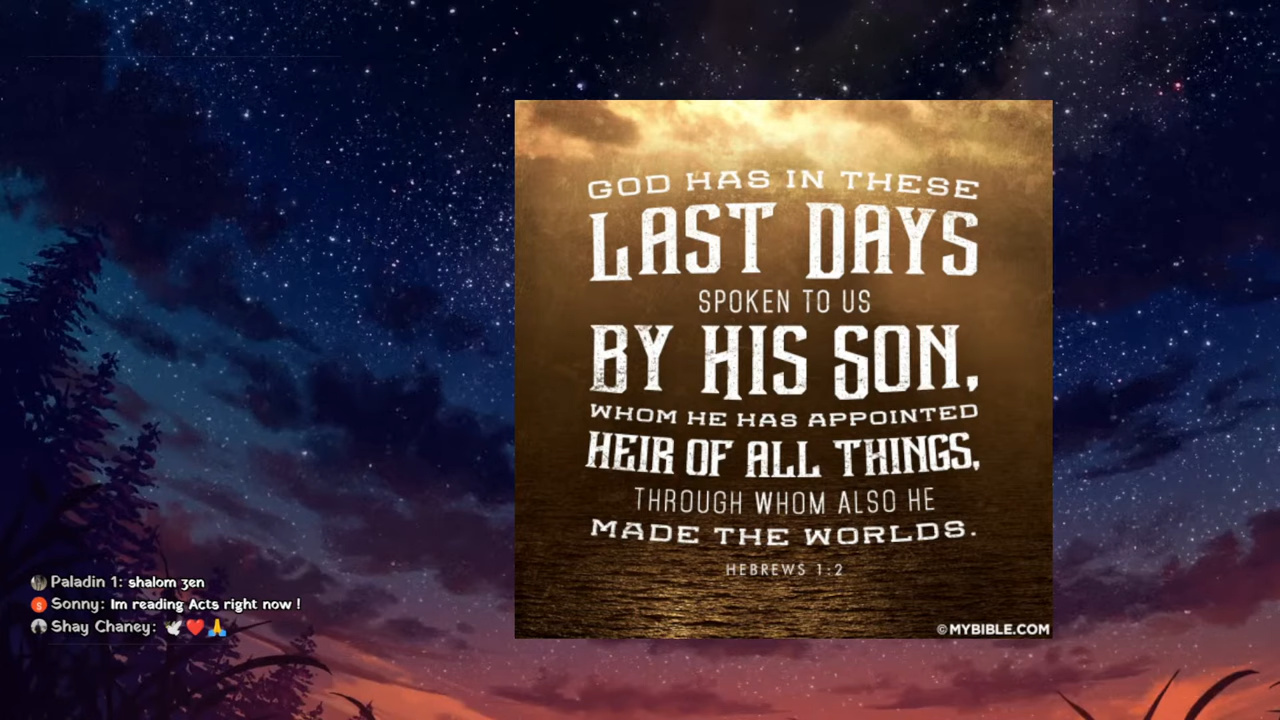 GOD HAS IN THESE
LAST DAYS
SPOKEN TO US
BY HIS SON,
WHOM HE HAS APPOINTED
HEIR OF ALL THINGS,
THROUGH WHOM ALSO HE
MADE THE WORLDS.
HEBREWS 1:2
© MYBIBLE.COM
Paladin 1: shalom zen
S Sonny: Im reading Acts right now !
Shay Chaney: 🕊️❤️🙏